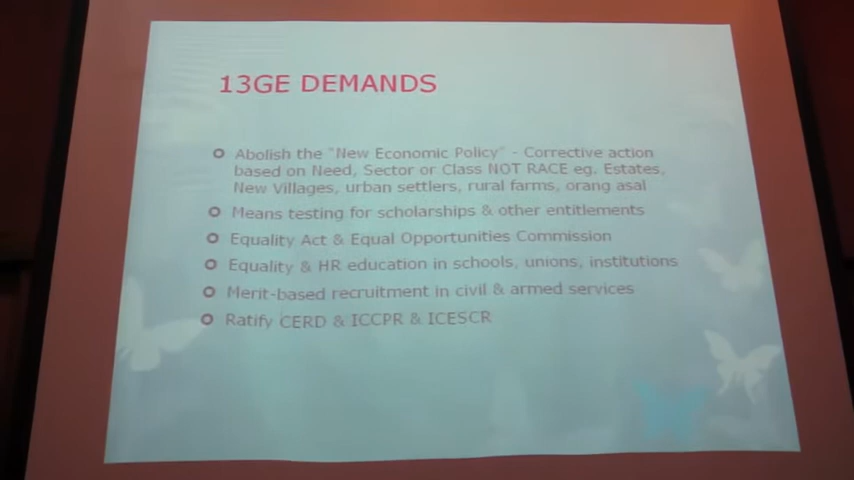 13GE DEMANDS
Abolish the "New Economic Policy" - Corrective action
based on Need, Sector or Class NOT RACE eg. Estates,
New Villages, urban settlers, rural farms, orang asal
Means testing for scholarships & other entitlements
Equality Act & Equal Opportunities Commission
Equality & HR education in schools, unions, institutions
Merit-based recruitment in civil & armed services
Ratify CERD & ICCPR & ICESCR